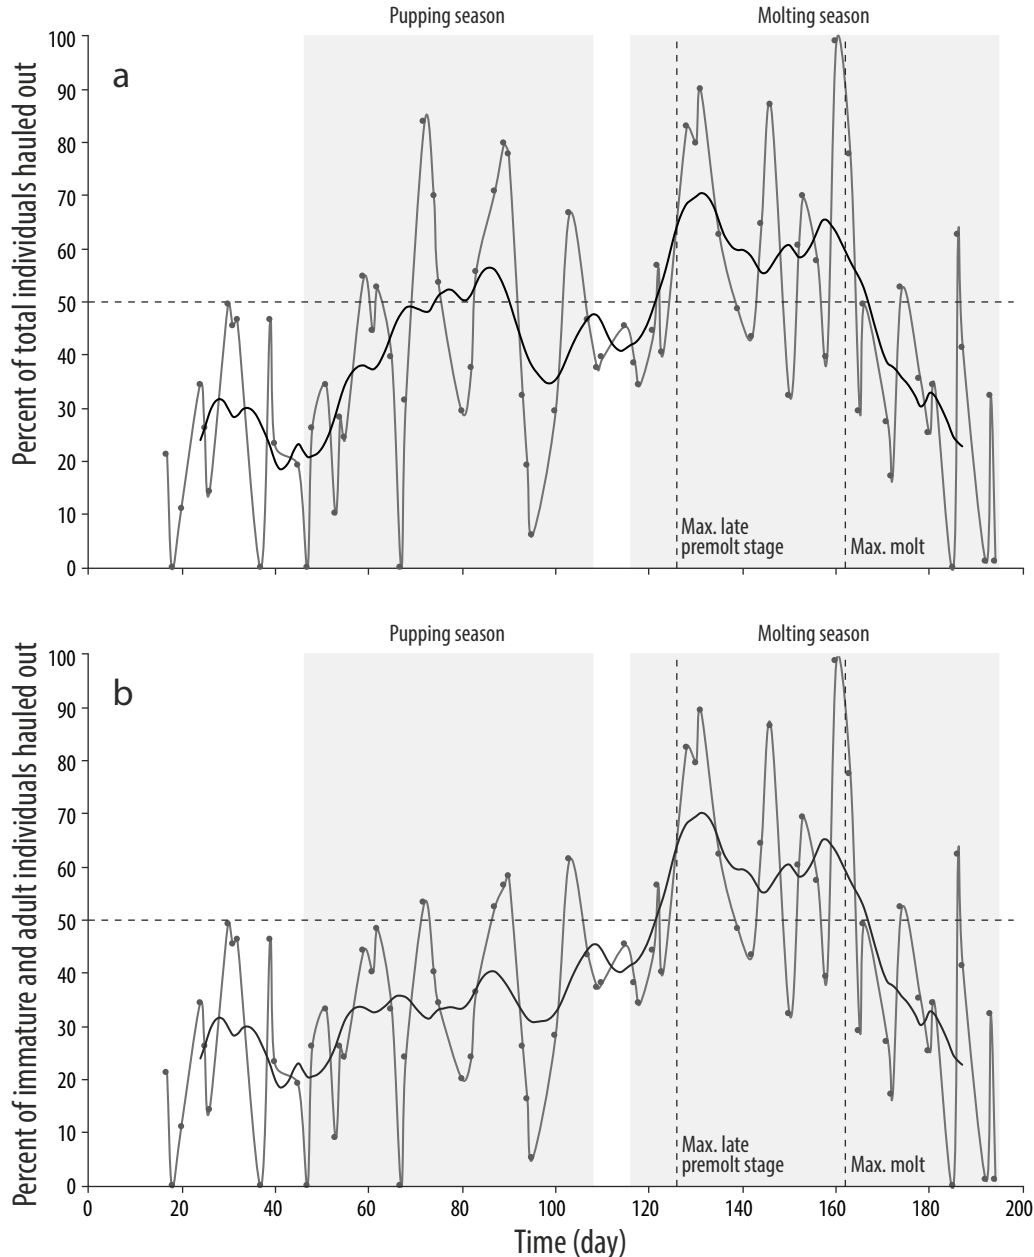 Pupping season
Molting season
a
Percent of total individuals hauled out
100
90
80
70
60
50
40
30
20
10
0
Max. late
premolt stage
Max. molt
Pupping season
Molting season
b
Percent of immature and adult individuals hauled out
100
90
80
70
60
50
40
30
20
10
0
Max. late
premolt stage
Max. molt
0 20 40 60 80 100 120 140 160 180 200
Time (day)